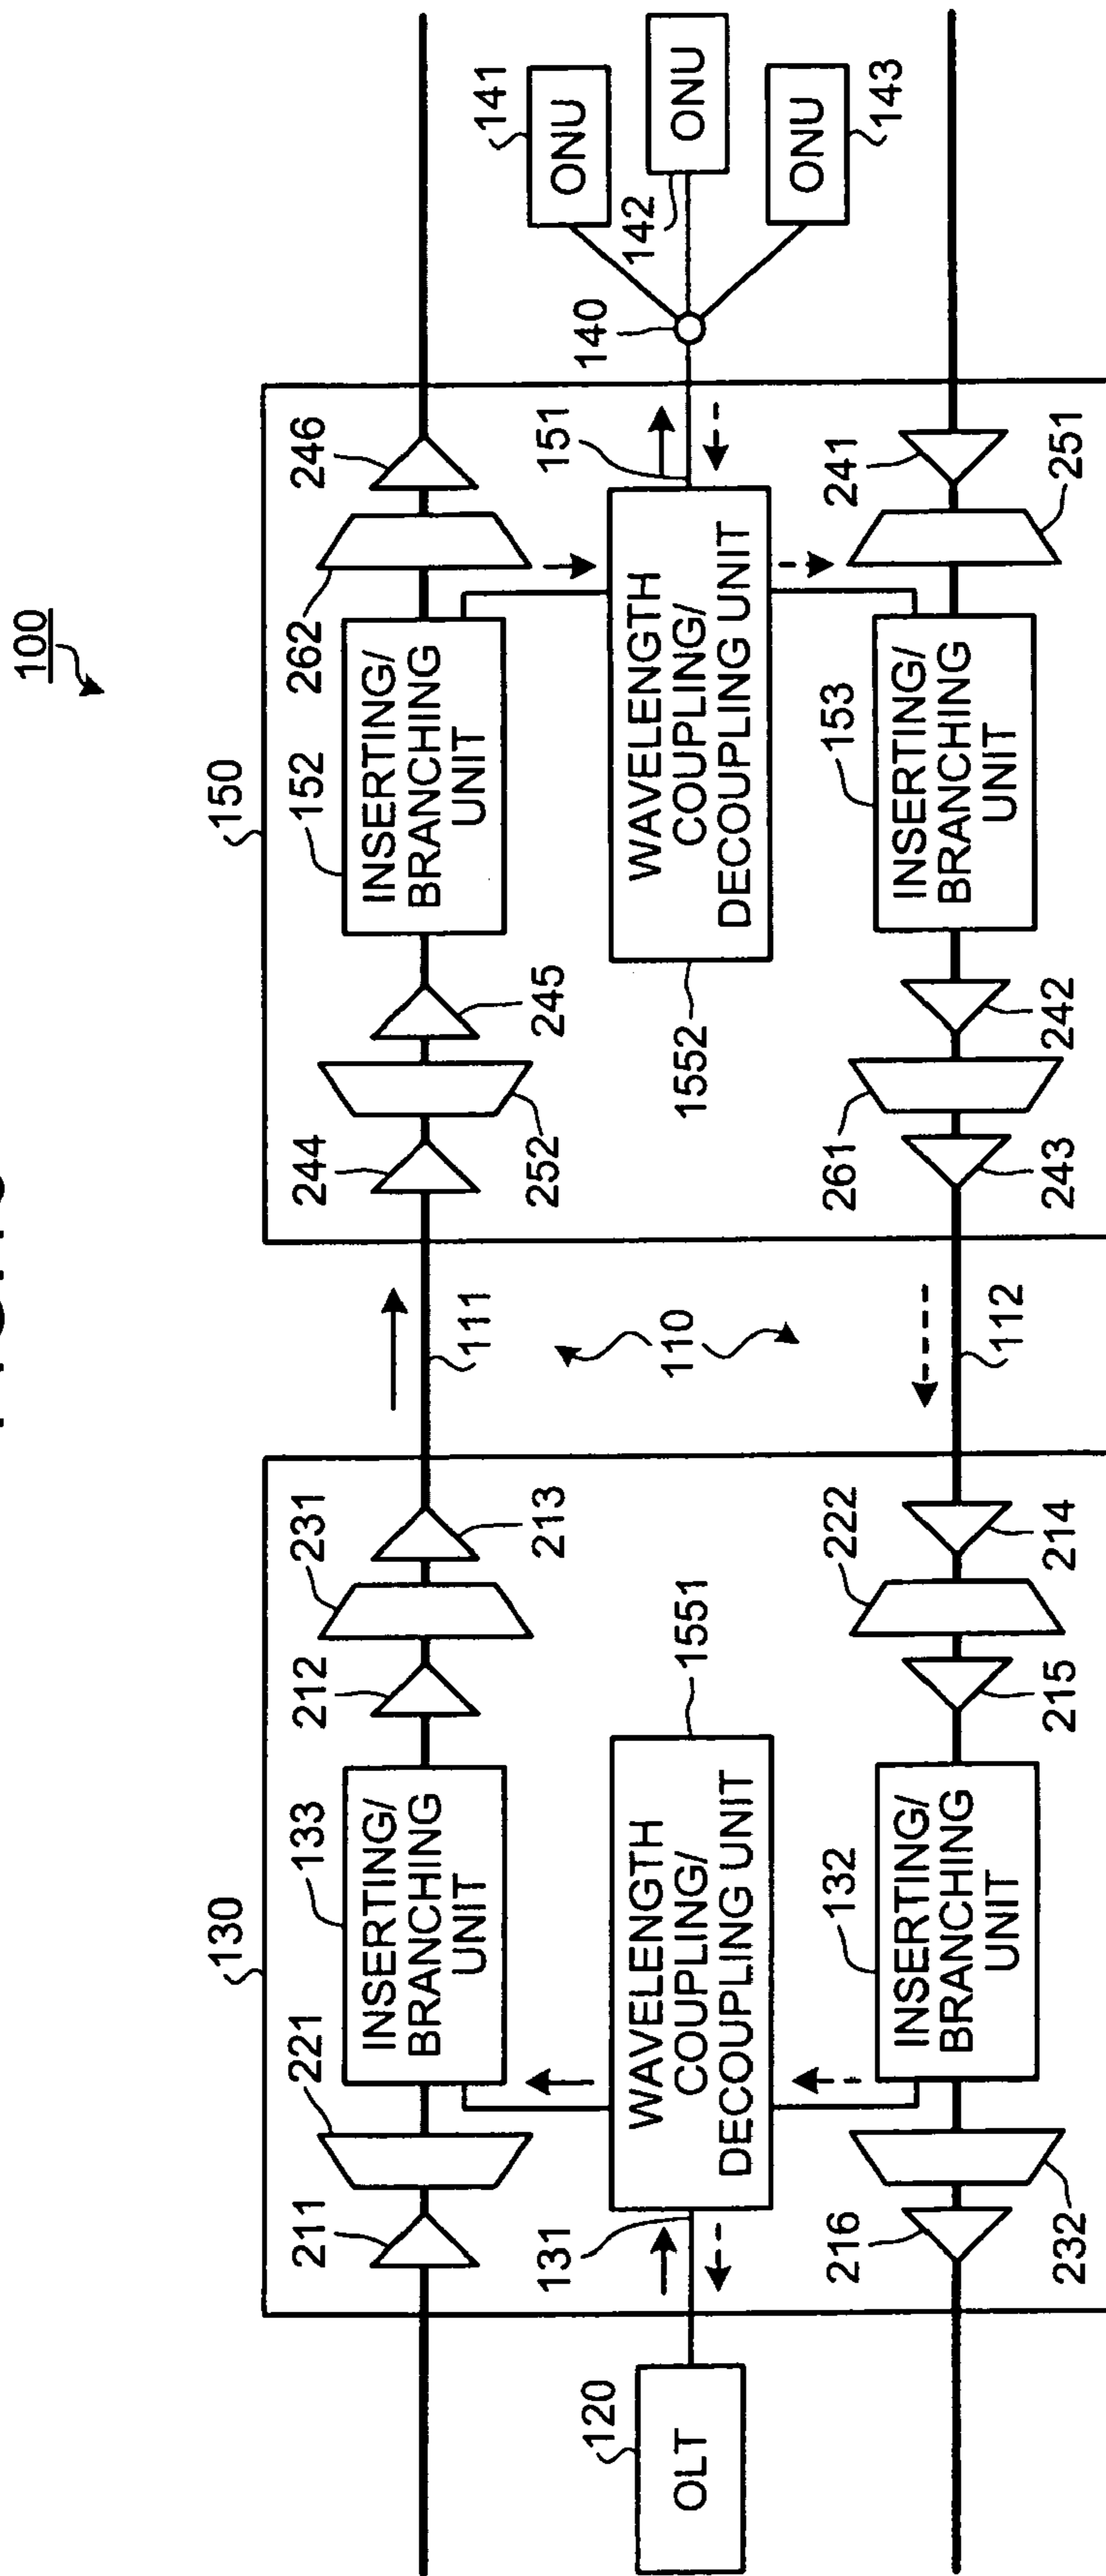 100
130
150
211
221
133
INSERTING/
BRANCHING
UNIT
212
231
213
111
244
252
245
152
INSERTING/
BRANCHING
UNIT
262
246
120
OLT
131
WAVELENGTH
COUPLING/
DECOUPLING UNIT
1551
110
1552
WAVELENGTH
COUPLING/
DECOUPLING UNIT
151
140
141
ONU
142
ONU
143
ONU
216
232
132
INSERTING/
BRANCHING
UNIT
215
222
214
112
261
243
242
153
INSERTING/
BRANCHING
UNIT
241
251